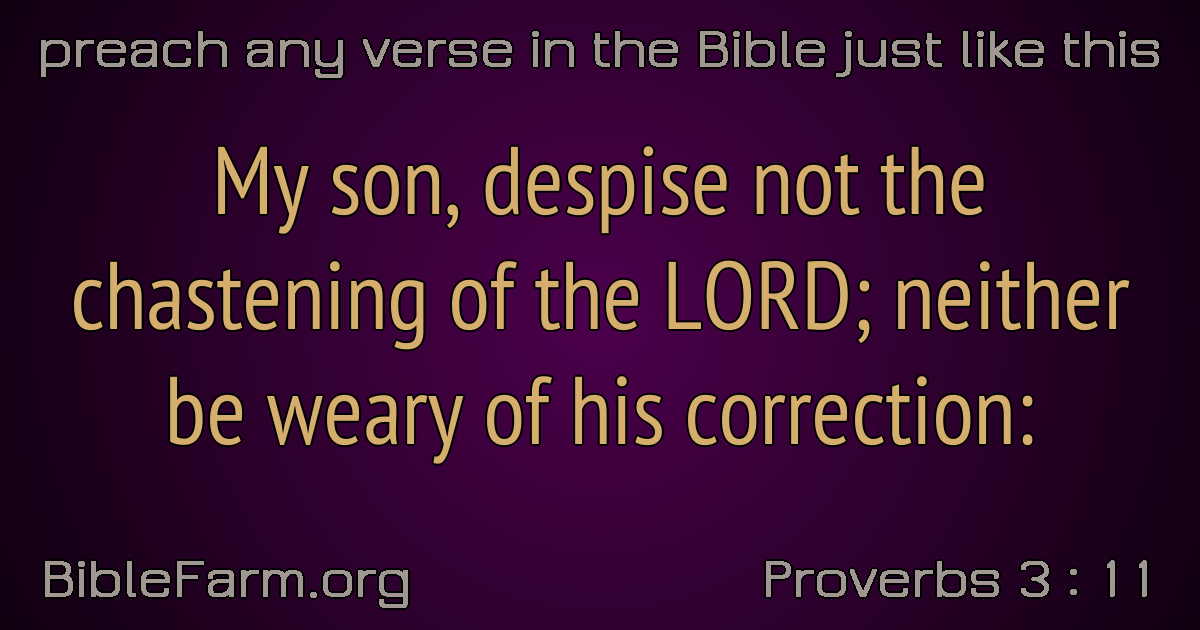 preach any verse in the Bible just like this
My son, despise not the
chastening of the LORD; neither
be weary of his correction:
BibleFarm.org
Proverbs 3 : 11